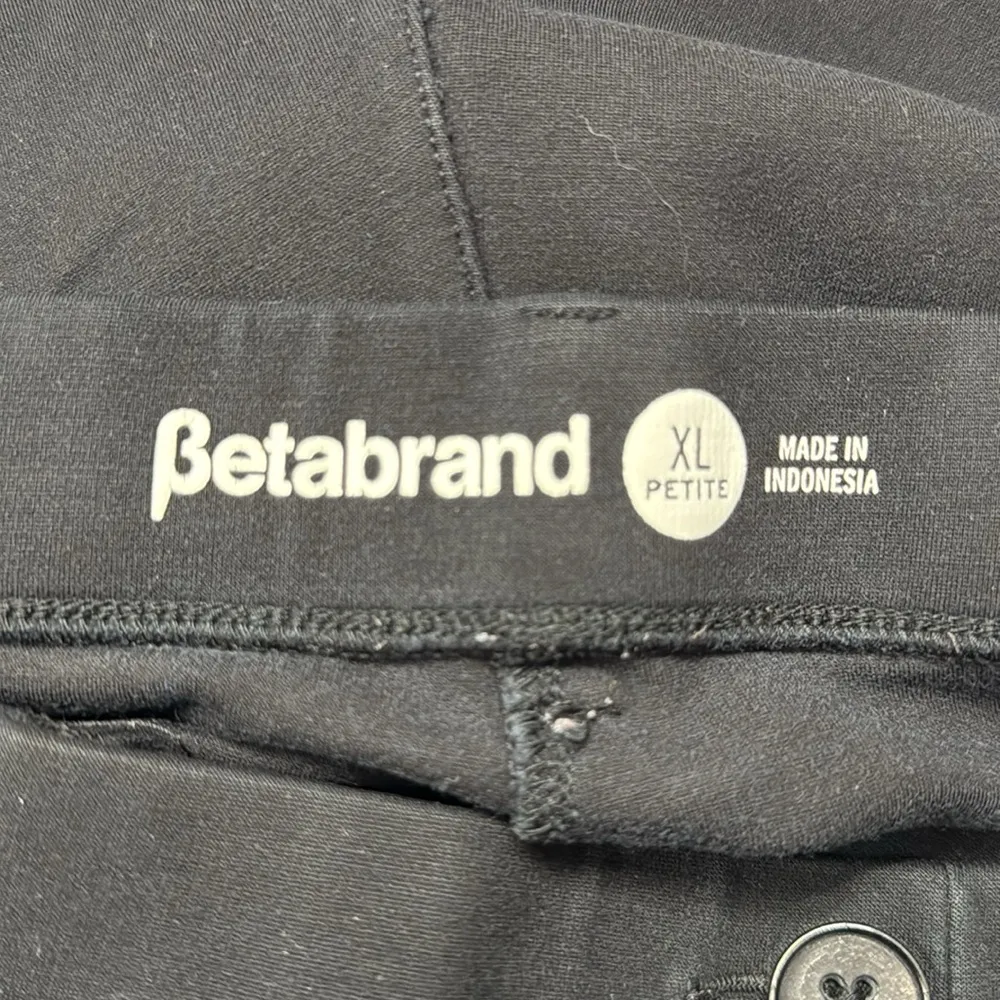 βetabrand
XL
PETITE
MADE IN
INDONESIA